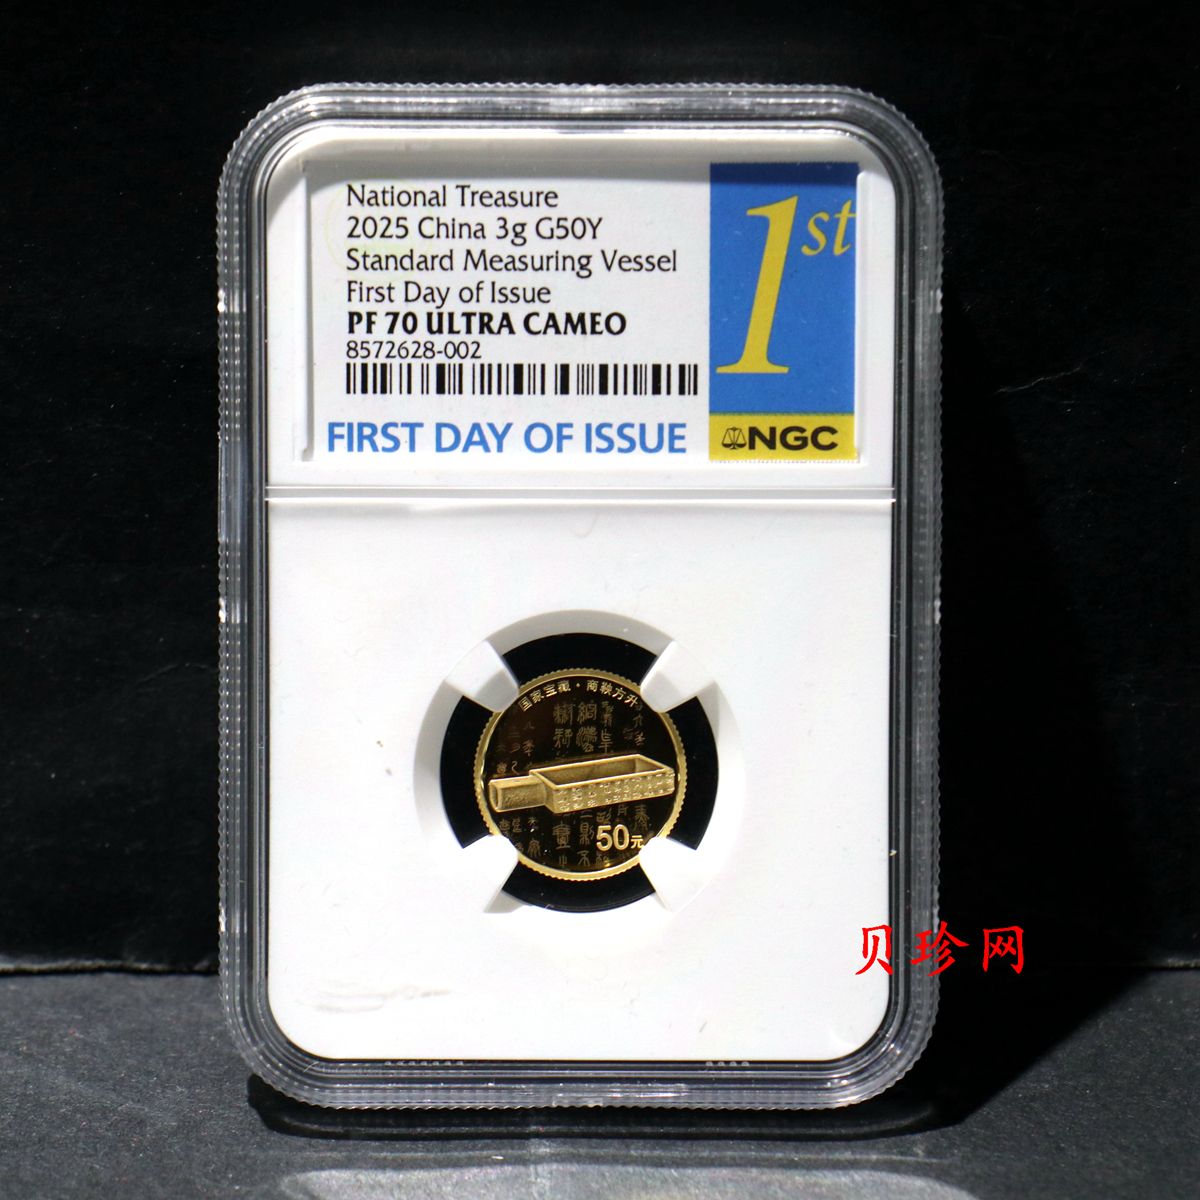 National Treasure
2025 China 3g G50Y
Standard Measuring Vessel
First Day of Issue
PF 70 ULTRA CAMEO
8572628-002
FIRST DAY OF ISSUE
1st
NGC
国家宝藏·商鞅方升
50元
贝珍网